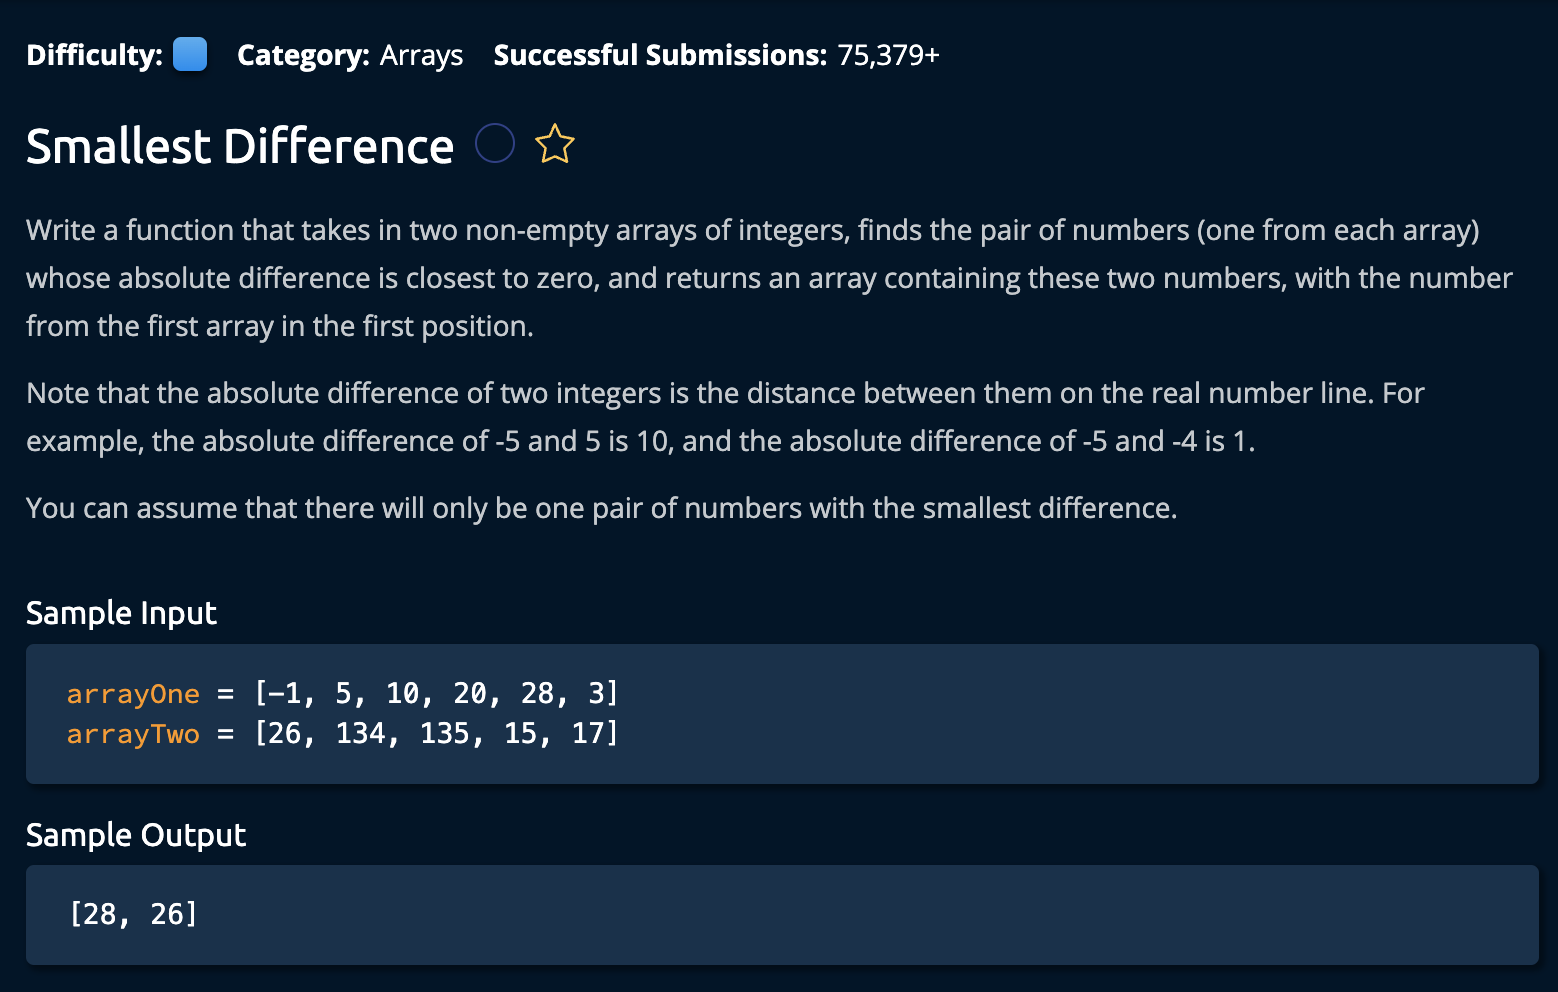 Difficulty: Category: Arrays Successful Submissions: 75,379+
Smallest Difference
Write a function that takes in two non-empty arrays of integers, finds the pair of numbers (one from each array)
whose absolute difference is closest to zero, and returns an array containing these two numbers, with the number
from the first array in the first position.
Note that the absolute difference of two integers is the distance between them on the real number line. For
example, the absolute difference of -5 and 5 is 10, and the absolute difference of -5 and -4 is 1.
You can assume that there will only be one pair of numbers with the smallest difference.
Sample Input
arrayOne = [-1, 5, 10, 20, 28, 3]
arrayTwo = [26, 134, 135, 15, 17]
Sample Output
[28, 26]